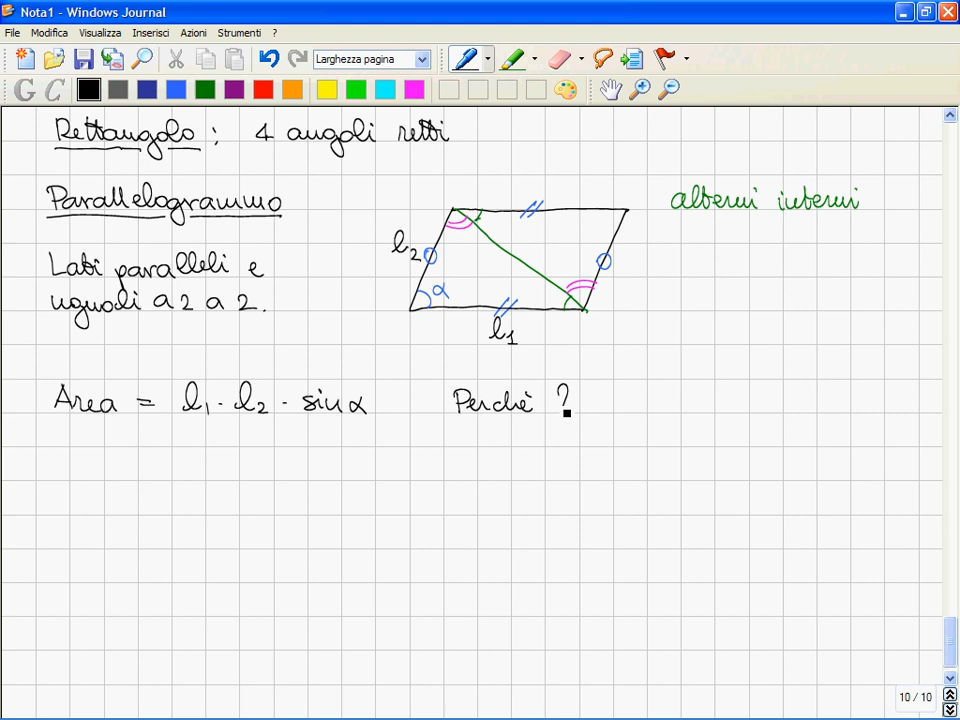 Nota1 - Windows Journal
File Modifica Visualizza Inserisci Azioni Strumenti ?
Larghezza pagina
Rettangolo : 4 angoli retti
Parallelogrammo
alterni interni
l2
Lati paralleli e
α
uguali a 2 a 2.
l1
Area = l1 · l2 · sin α Perchè ?
10 / 10